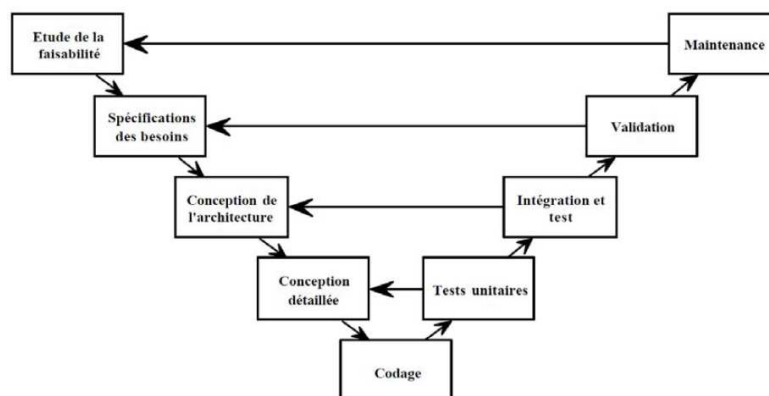 Etude de la
faisabilité
Maintenance
Spécifications
des besoins
Validation
Conception de
l'architecture
Intégration et
test
Conception
détaillée
Tests unitaires
Codage